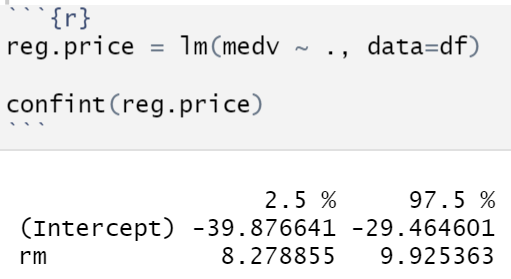 ```{r}
reg.price = lm(medv ~ ., data=df)
confint(reg.price)
```
2.5 % 97.5 %
(Intercept) -39.876641 -29.464601
rm 8.278855 9.925363